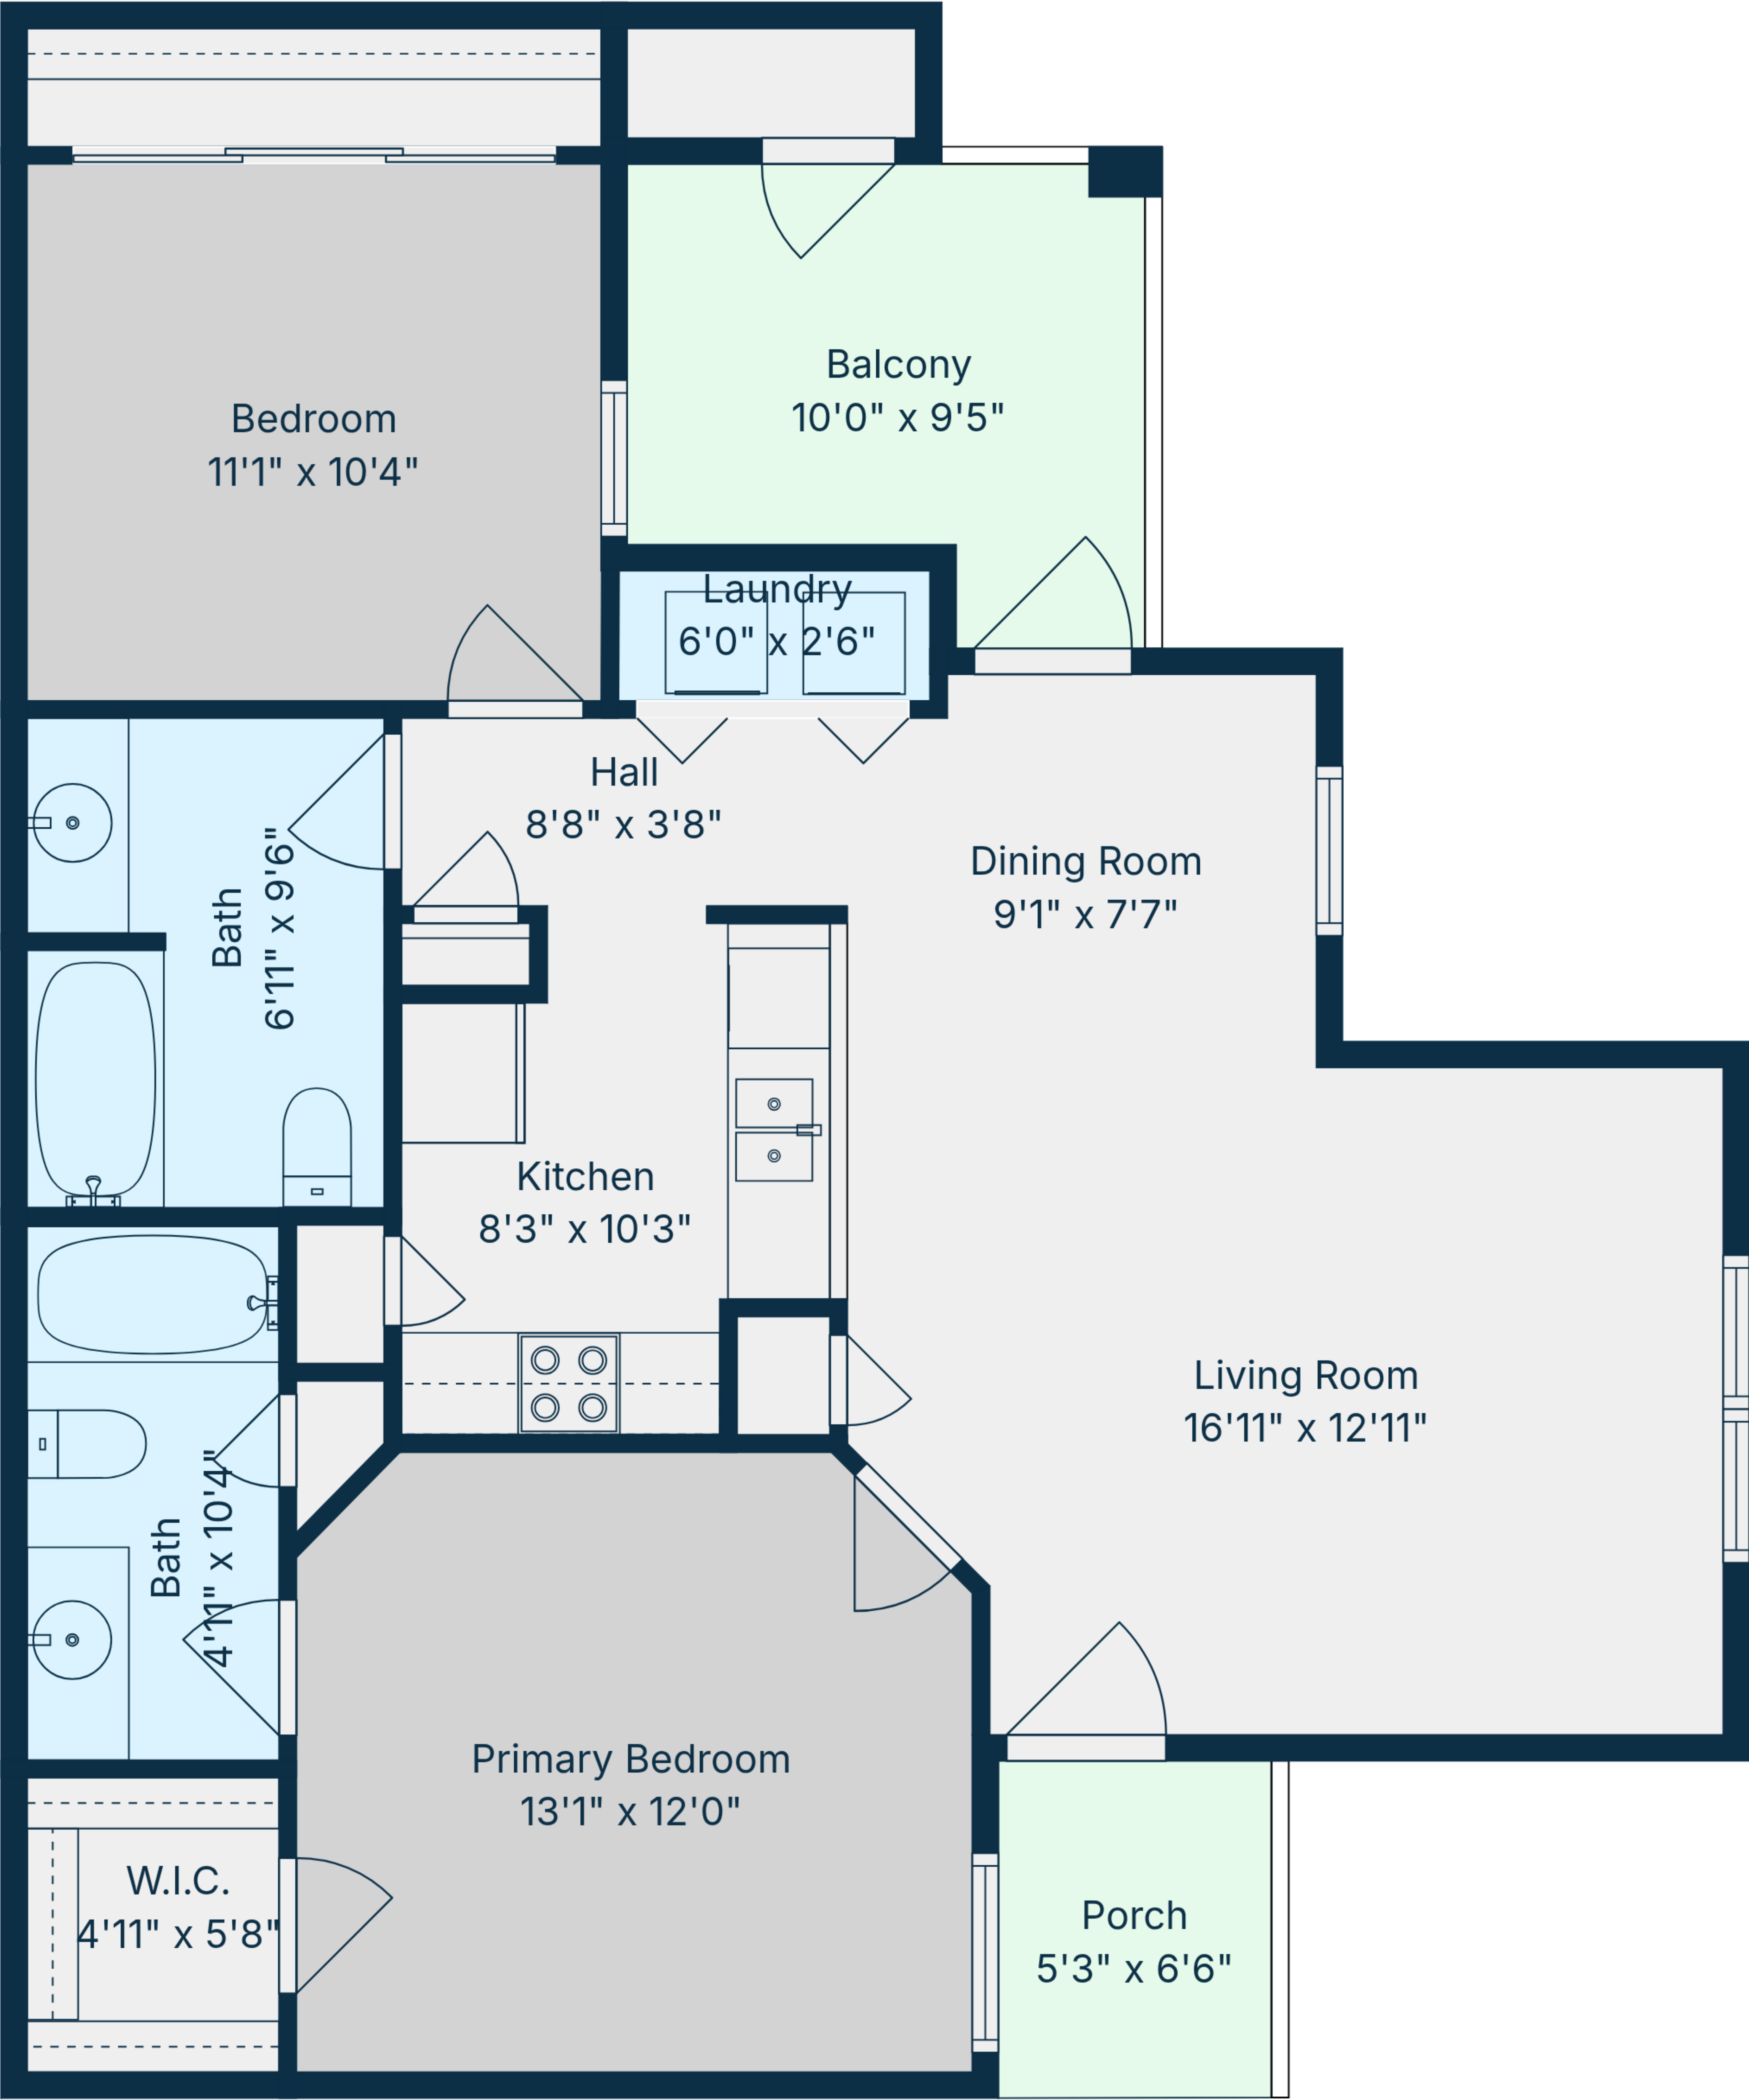 Balcony
10'0" x 9'5"
Bedroom
11'1" x 10'4"
Laundry
6'0" x 2'6"
Hall
8'8" x 3'8"
Dining Room
9'1" x 7'7"
Bath
6'11" x 9'6"
Kitchen
8'3" x 10'3"
Living Room
16'11" x 12'11"
Bath
4'11" x 10'4"
Primary Bedroom
13'1" x 12'0"
W.I.C.
4'11" x 5'8"
Porch
5'3" x 6'6"